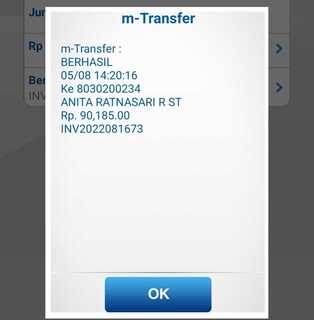 m-Transfer
Jum
Rp
Ber
INV
m-Transfer :
BERHASIL
05/08 14:20:16
Ke 8030200234
ANITA RATNASARI R ST
Rp. 90,185.00
INV2022081673
OK